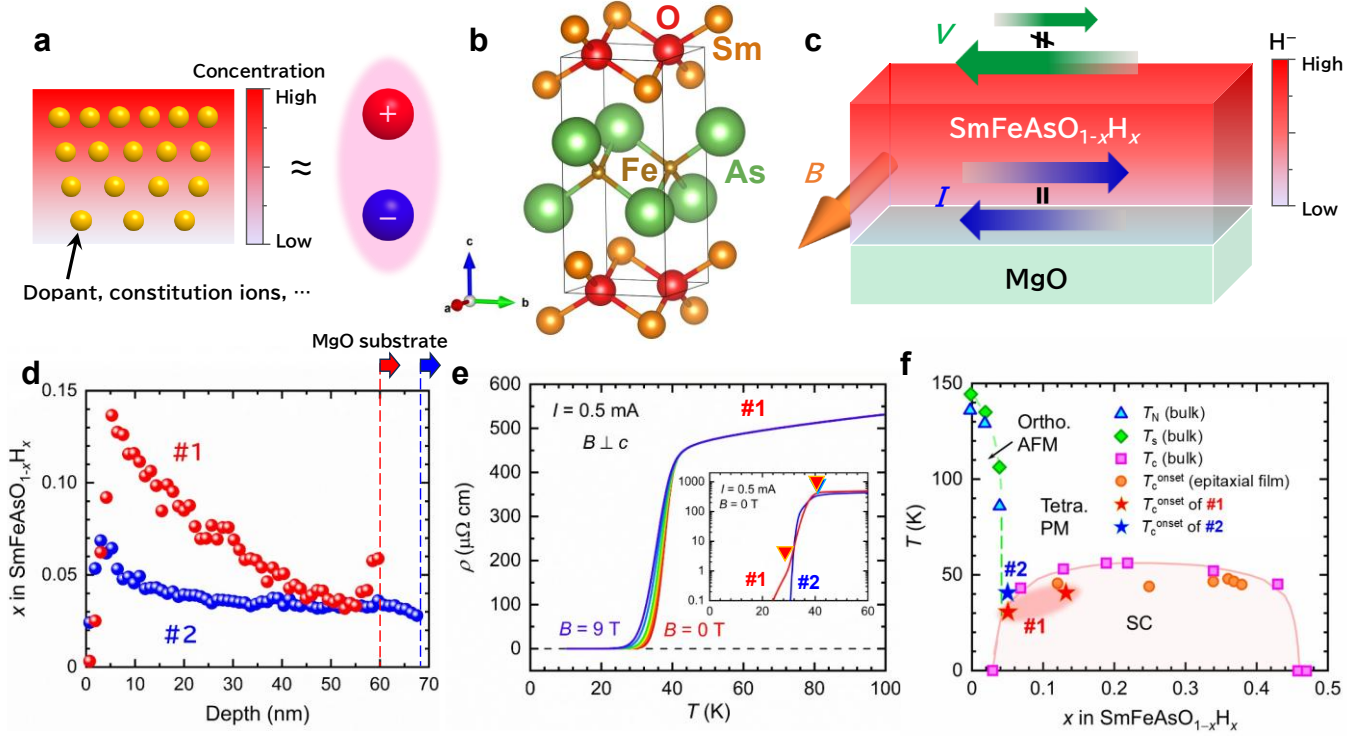 a
Concentration
High
Low
≈
+
−
Dopant, constitution ions, ⋯
b
O
Sm
Fe
As
c
b
a
c
V
I
B
SmFeAsO1-xHx
MgO
H−
High
Low
d
MgO substrate
x in SmFeAsO1-xHx
0.15
0.10
0.05
0
#1
#2
0 10 20 30 40 50 60 70
Depth (nm)
e
ρ (μΩ cm)
600
500
400
300
200
100
0
I = 0.5 mA
B ⊥ c
#1
B = 9 T
B = 0 T
1000
100
10
1
0.1
I = 0.5 mA
B = 0 T
#1
#2
0 20 40 60
0 20 40 60 80 100
T (K)
f
T (K)
150
125
100
75
50
25
0
Ortho.
AFM
Tetra.
PM
TN (bulk)
Ts (bulk)
Tc (bulk)
Tconset (epitaxial film)
Tconset of #1
Tconset of #2
#2
#1
SC
0 0.1 0.2 0.3 0.4 0.5
x in SmFeAsO1−xHx